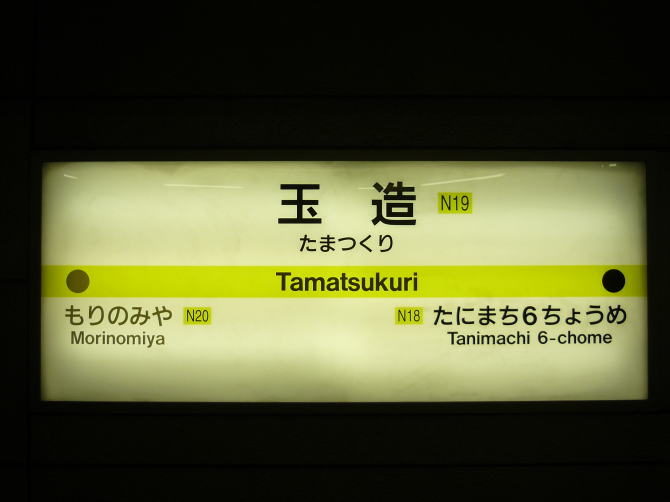 玉造 N19
たまつくり
Tamatsukuri
もりのみや N20
Morinomiya
N18 たにまち6ちょうめ
Tanimachi 6-chome